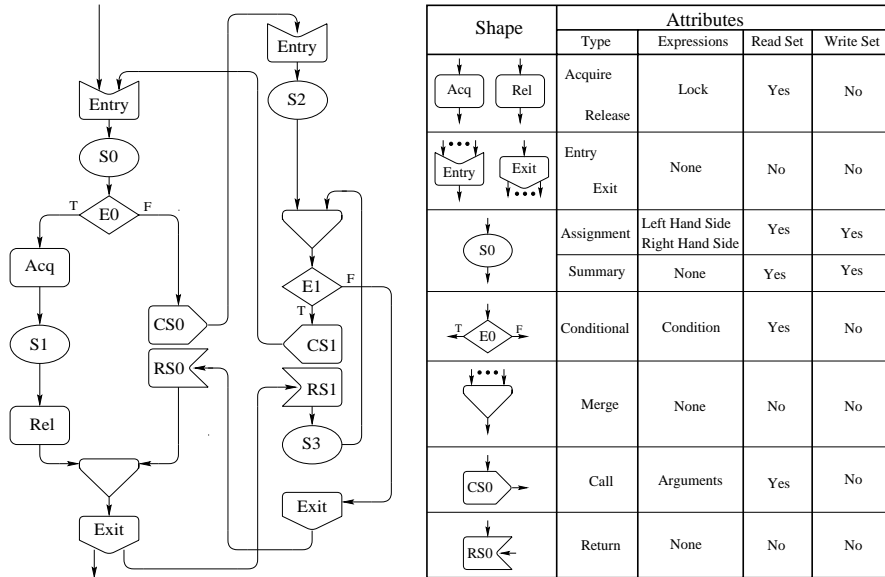 Entry
S0
T
E0
F
Acq
S1
Rel
CS0
RS0
Exit
Entry
S2
E1
F
T
CS1
RS1
S3
Exit
Shape
Attributes
Type
Expressions
Read Set
Write Set
Acq
Rel
Acquire
Release
Lock
Yes
No
Entry
Exit
Entry
Exit
None
No
No
S0
Assignment
Left Hand Side
Right Hand Side
Yes
Yes
Summary
None
Yes
Yes
T
E0
F
Conditional
Condition
Yes
No
Merge
None
No
No
CS0
Call
Arguments
Yes
No
RS0
Return
None
No
No